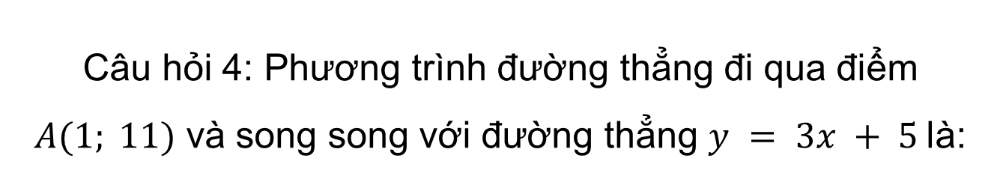 Câu hỏi 4: Phương trình đường thẳng đi qua điểm
A(1; 11) và song song với đường thẳng y = 3x + 5 là: